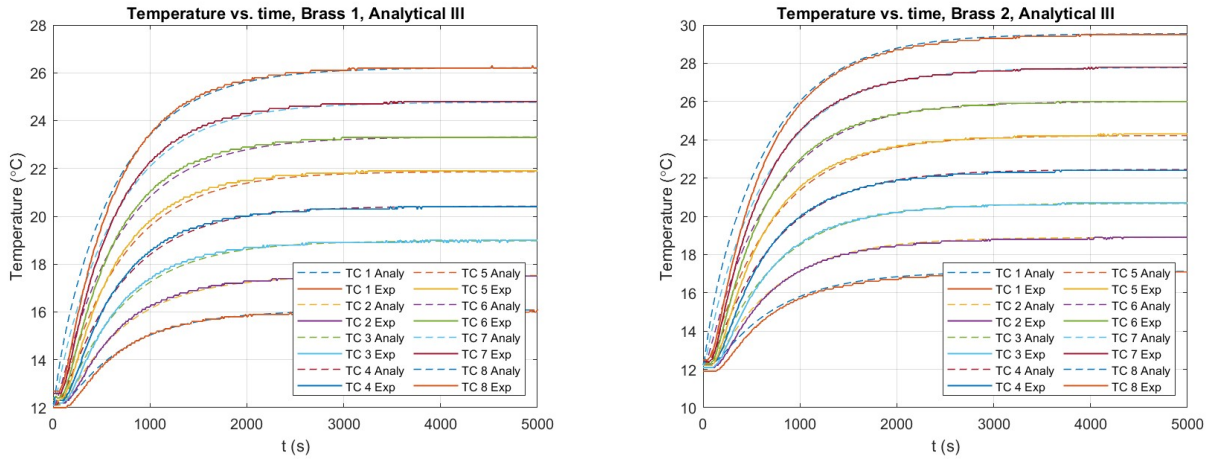 Temperature vs. time, Brass 1, Analytical III
28
26
24
22
20
18
16
14
12
Temperature (°C)
0 1000 2000 3000 4000 5000
t (s)
TC 1 Analy TC 5 Analy
TC 1 Exp TC 5 Exp
TC 2 Analy TC 6 Analy
TC 2 Exp TC 6 Exp
TC 3 Analy TC 7 Analy
TC 3 Exp TC 7 Exp
TC 4 Analy TC 8 Analy
TC 4 Exp TC 8 Exp
Temperature vs. time, Brass 2, Analytical III
30
28
26
24
22
20
18
16
14
12
10
Temperature (°C)
0 1000 2000 3000 4000 5000
t (s)
TC 1 Analy TC 5 Analy
TC 1 Exp TC 5 Exp
TC 2 Analy TC 6 Analy
TC 2 Exp TC 6 Exp
TC 3 Analy TC 7 Analy
TC 3 Exp TC 7 Exp
TC 4 Analy TC 8 Analy
TC 4 Exp TC 8 Exp